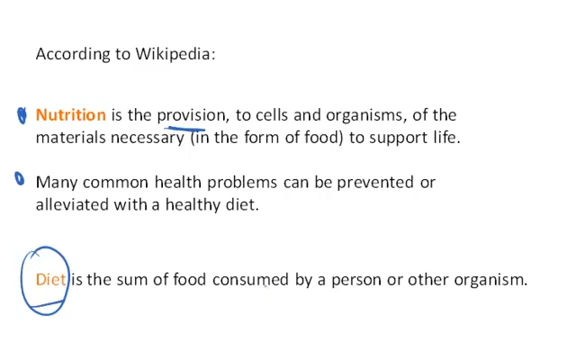 According to Wikipedia:
Nutrition is the provision, to cells and organisms, of the
materials necessary (in the form of food) to support life.
Many common health problems can be prevented or
alleviated with a healthy diet.
Diet is the sum of food consumed by a person or other organism.